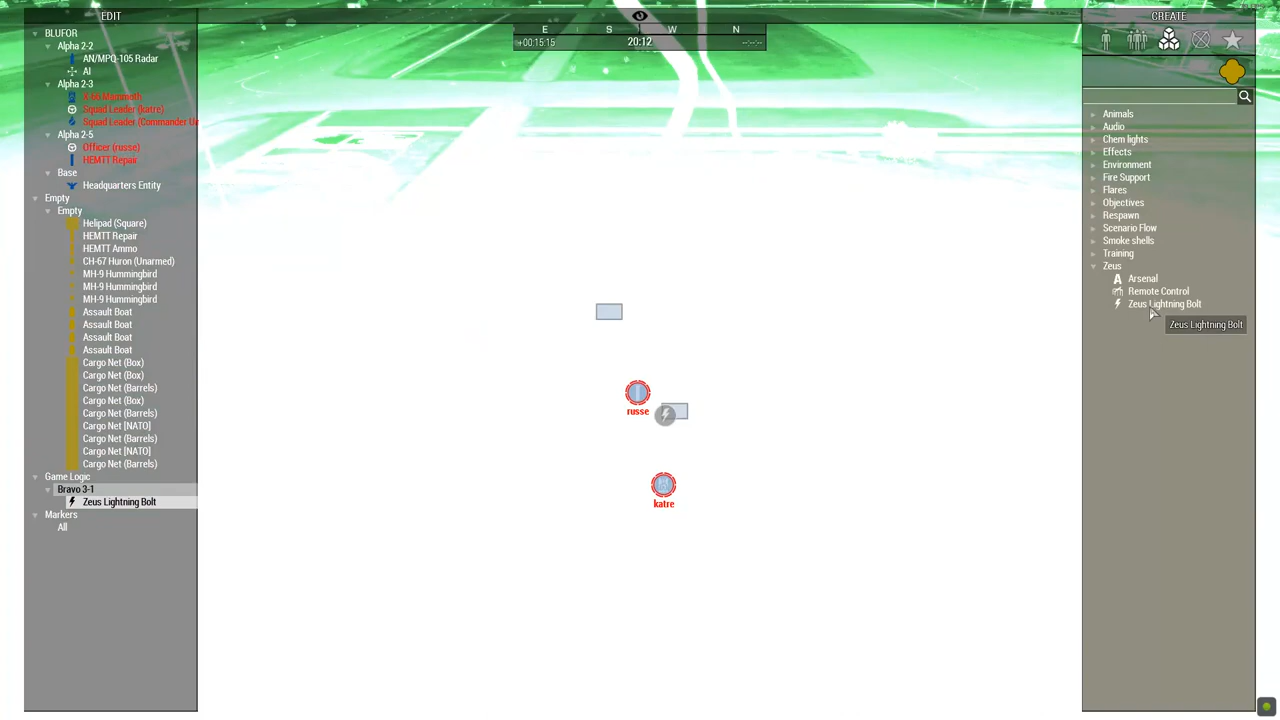 EDIT
BLUFOR
Alpha 2-2
AN/MPQ-105 Radar
AI
Alpha 2-3
X-66 Mammoth
Squad Leader (katre)
Squad Leader (Commander Un
Alpha 2-5
Officer (russe)
HEMTT Repair
Base
Headquarters Entity
Empty
Empty
Helipad (Square)
HEMTT Repair
HEMTT Ammo
CH-67 Huron (Unarmed)
MH-9 Hummingbird
MH-9 Hummingbird
MH-9 Hummingbird
Assault Boat
Assault Boat
Assault Boat
Assault Boat
Cargo Net (Box)
Cargo Net (Box)
Cargo Net (Barrels)
Cargo Net (Box)
Cargo Net (Barrels)
Cargo Net [NATO]
Cargo Net (Barrels)
Cargo Net [NATO]
Cargo Net (Barrels)
Game Logic
Bravo 3-1
Zeus Lightning Bolt
Markers
All
E S W N
+00:15:15 20:12 --:--:--
russe
katre
CREATE
Animals
Audio
Chem lights
Effects
Environment
Fire Support
Flares
Objectives
Respawn
Scenario Flow
Smoke shells
Training
Zeus
A Arsenal
Remote Control
Zeus Lightning Bolt
Zeus Lightning Bolt